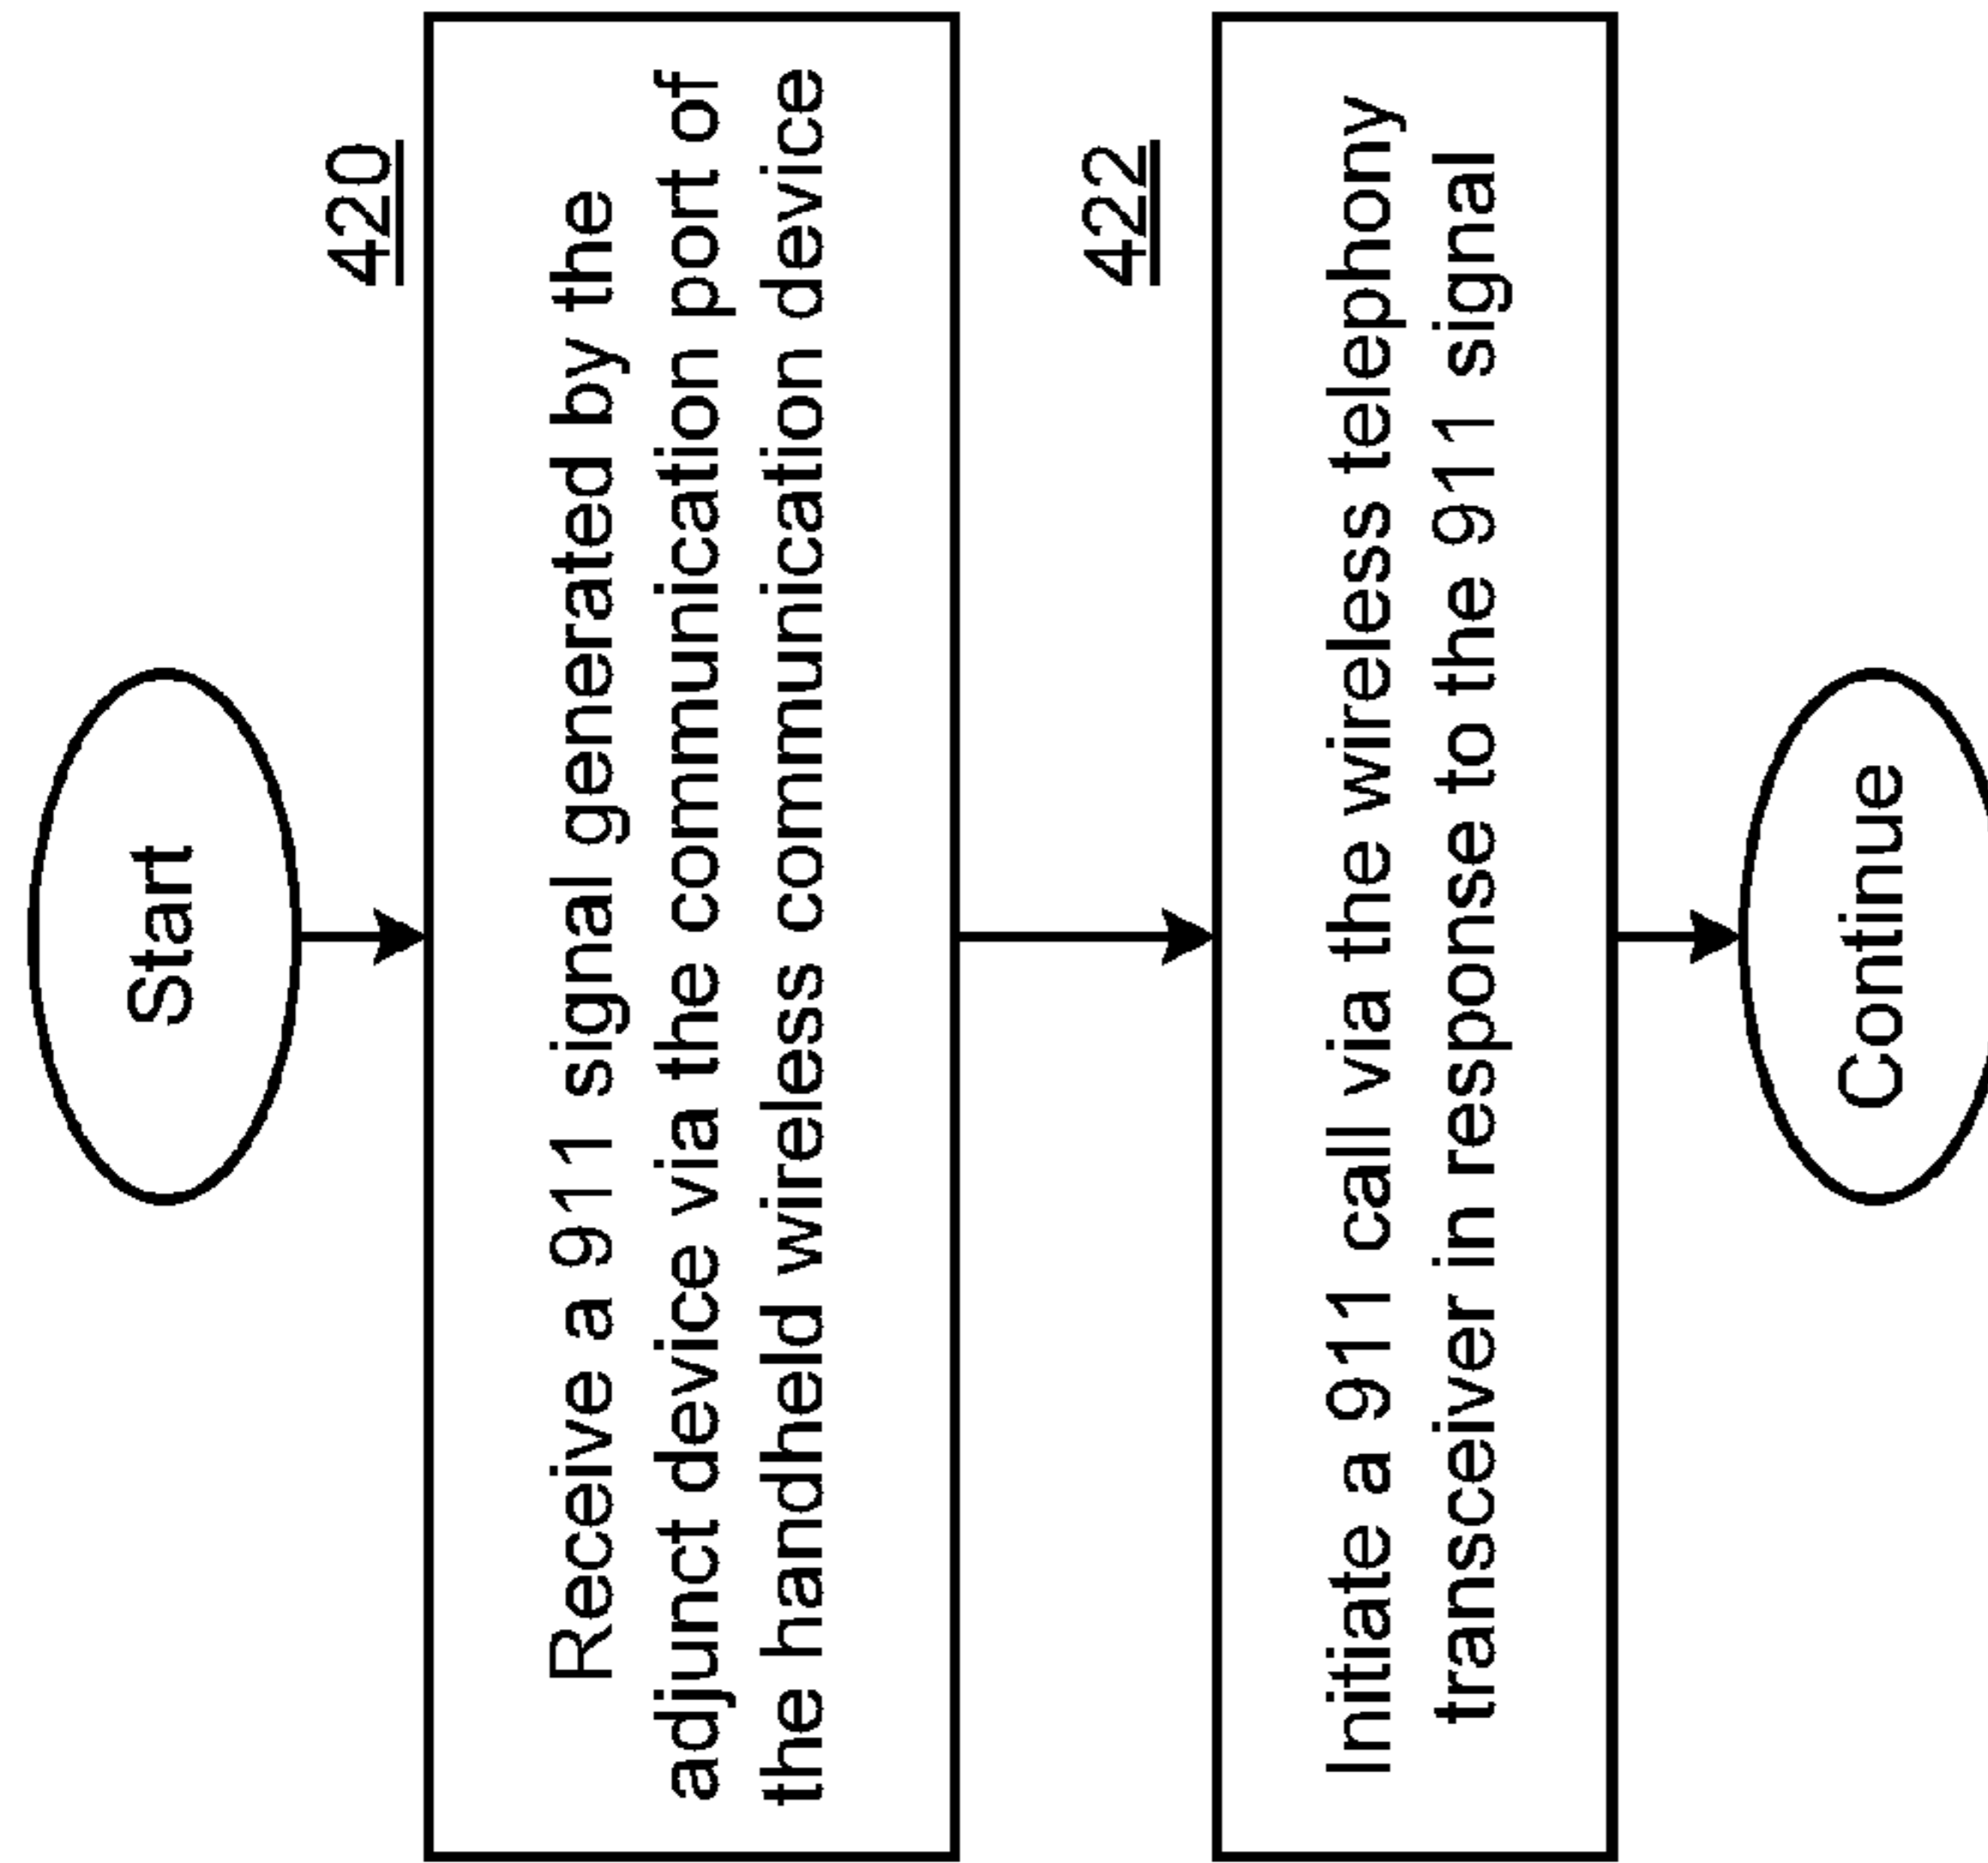 Start
420
Receive a 911 signal generated by the
adjunct device via the communication port of
the handheld wireless communication device
422
Initiate a 911 call via the wireless telephony
transceiver in response to the 911 signal
Continue